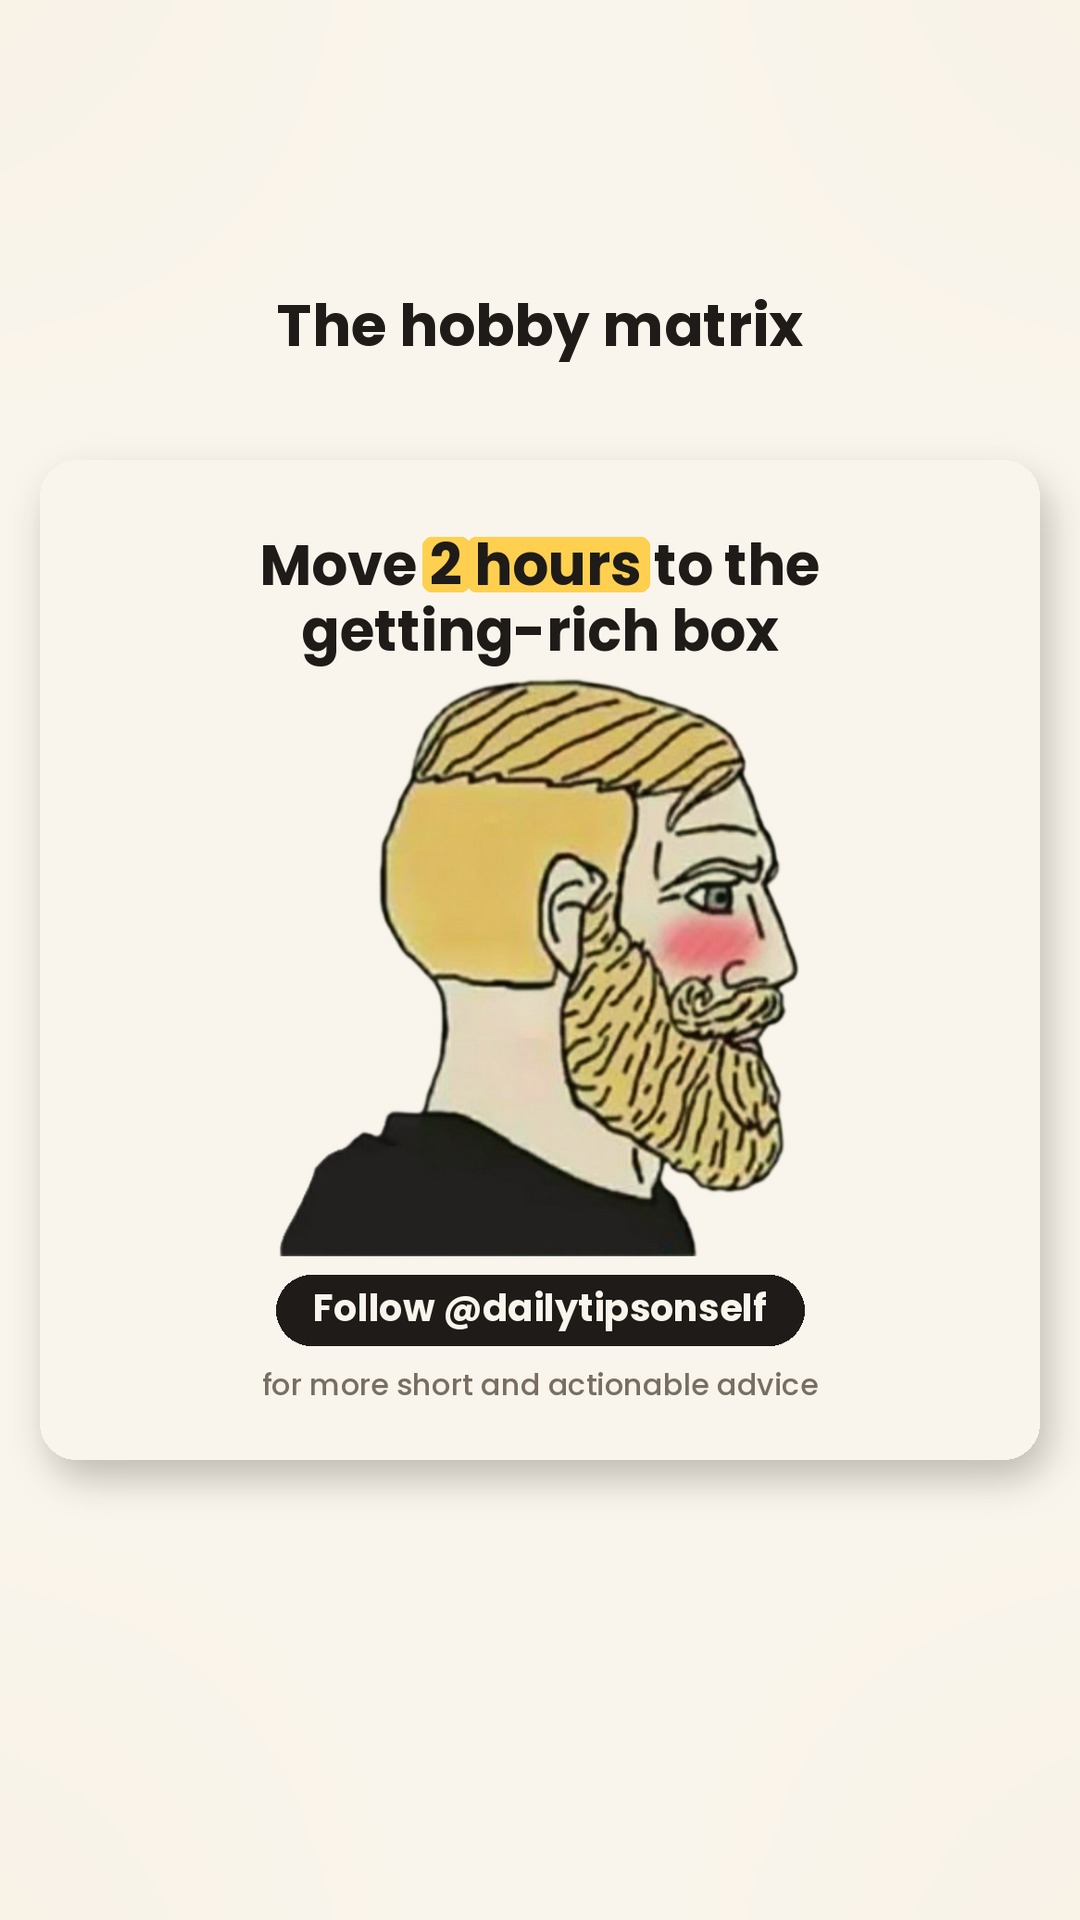 The hobby matrix
Move 2 hours to the
getting-rich box
Follow @dailytipsonself
for more short and actionable advice